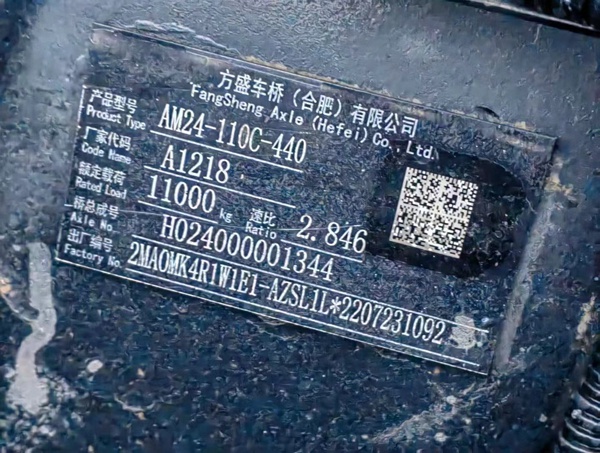 方盛车桥（合肥）有限公司
FangSheng Axle (Hefei) Co., Ltd.
产品型号 Product Type AM24-110C-440
厂家代码 Code Name A1218
额定载荷 Rated Load 11000 kg 速比 Ratio 2.846
桥总成号 Axle No. H024000001344
出厂编号 Factory No. 2MAOMK4R1W1E1-AZSL1L*2207231092